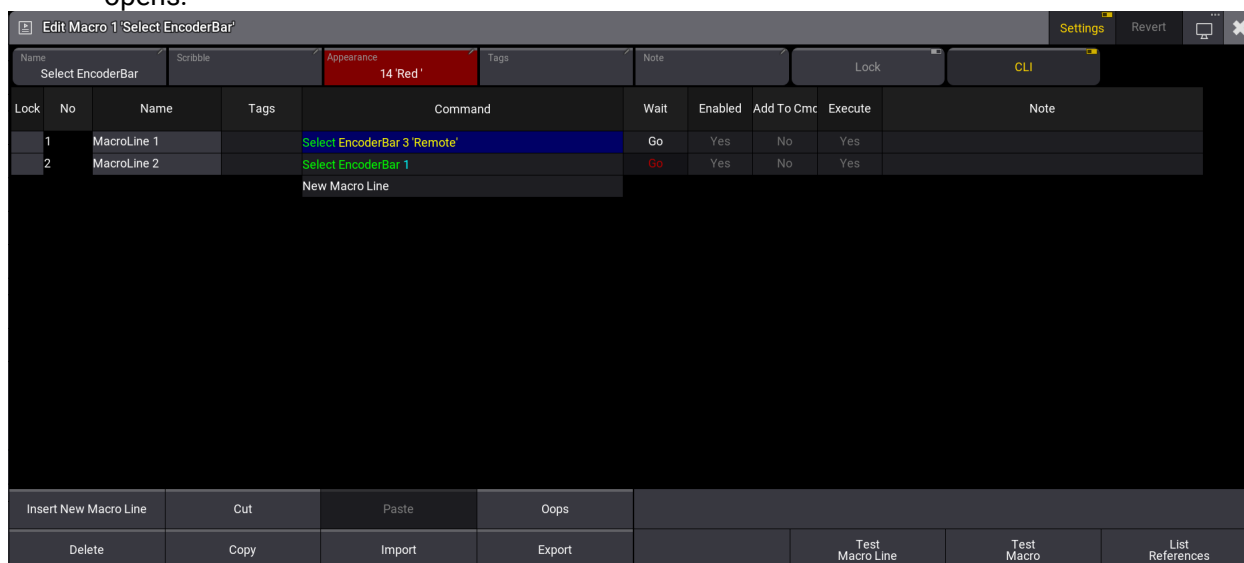 opens.
Edit Macro 1 'Select EncoderBar'
Settings
Revert
Name
Select EncoderBar
Scribble
Appearance
14 'Red '
Tags
Note
Lock
CLI
Lock No Name Tags Command Wait Enabled Add To Cmd Execute Note
1 MacroLine 1 Select EncoderBar 3 'Remote' Go Yes No Yes
2 MacroLine 2 Select EncoderBar 1 Go Yes No Yes
New Macro Line
Insert New Macro Line Cut Paste Oops
Delete Copy Import Export
Test
Macro Line
Test
Macro
List
References